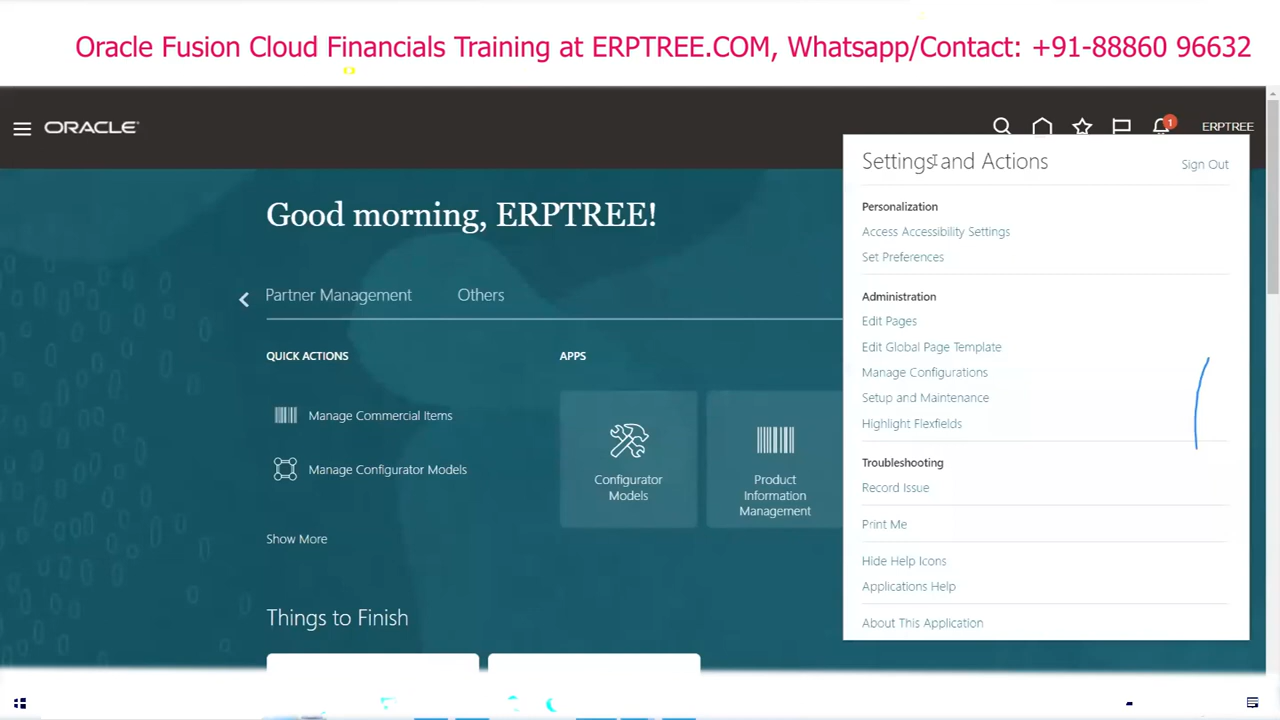 Oracle Fusion Cloud Financials Training at ERPTREE.COM, Whatsapp/Contact: +91-88860 96632
ORACLE
1
ERPTREE
Good morning, ERPTREE!
Partner Management
Others
QUICK ACTIONS
Manage Commercial Items
Manage Configurator Models
Show More
APPS
Configurator
Models
Product
Information
Management
Things to Finish
Settings and Actions
Sign Out
Personalization
Access Accessibility Settings
Set Preferences
Administration
Edit Pages
Edit Global Page Template
Manage Configurations
Setup and Maintenance
Highlight Flexfields
Troubleshooting
Record Issue
Print Me
Hide Help Icons
Applications Help
About This Application